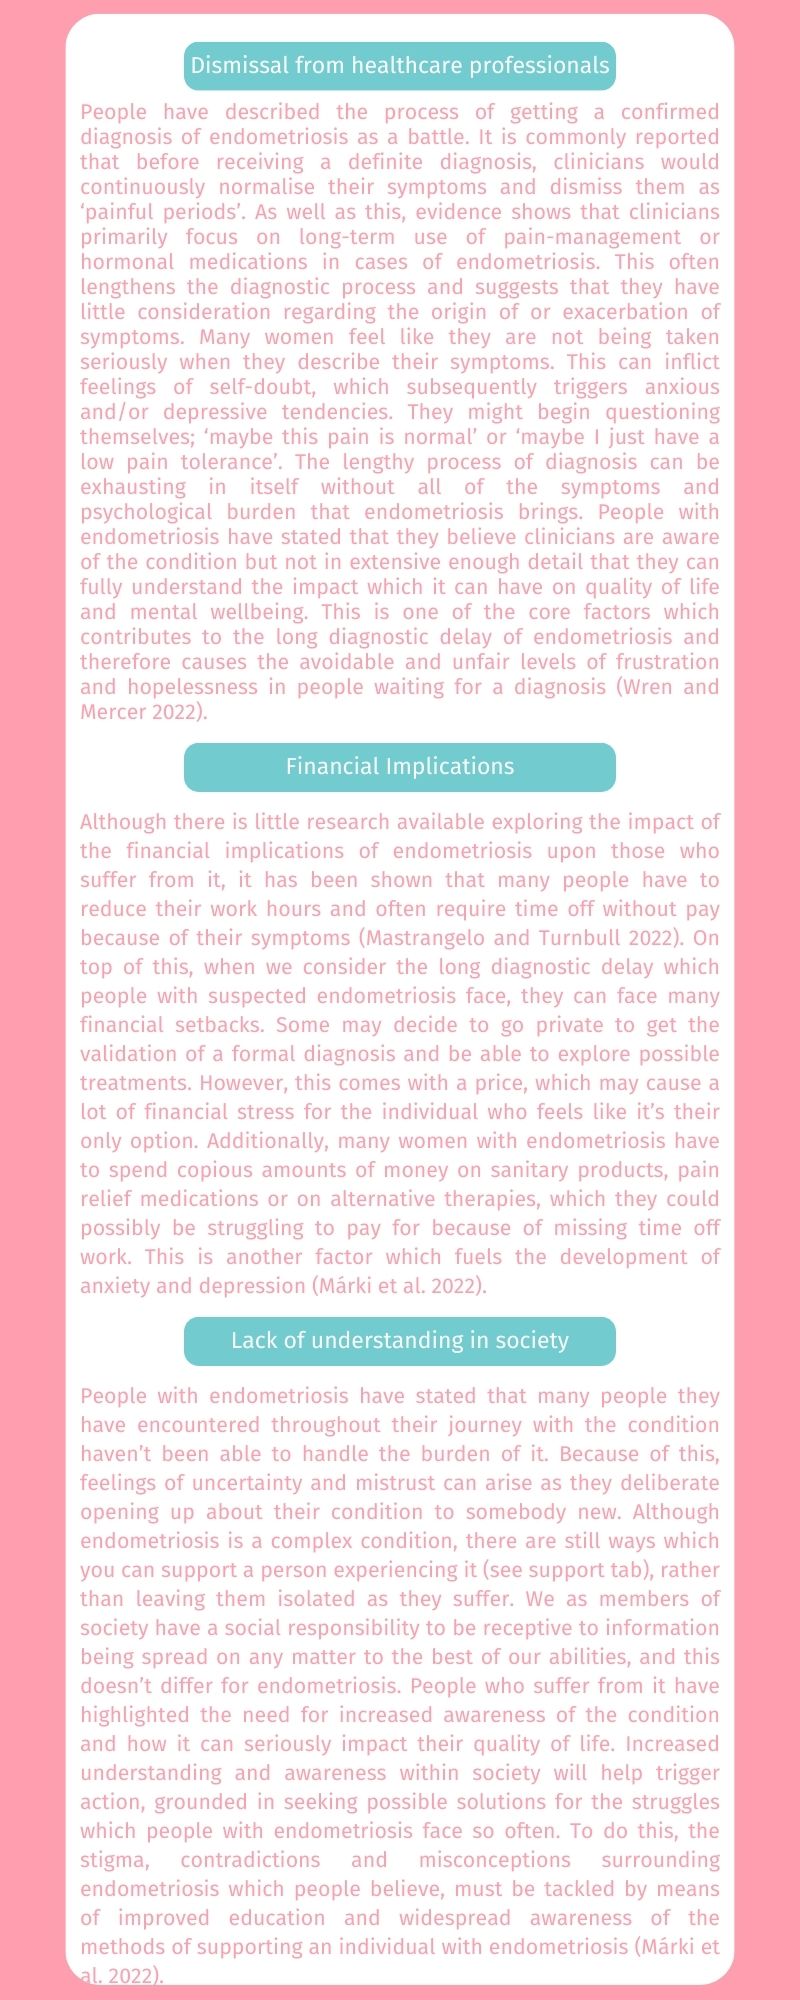 Dismissal from healthcare professionals
People have described the process of getting a confirmed
diagnosis of endometriosis as a battle. It is commonly reported
that before receiving a definite diagnosis, clinicians would
continuously normalise their symptoms and dismiss them as
‘painful periods’. As well as this, evidence shows that clinicians
primarily focus on long-term use of pain-management or
hormonal medications in cases of endometriosis. This often
lengthens the diagnostic process and suggests that they have
little consideration regarding the origin of or exacerbation of
symptoms. Many women feel like they are not being taken
seriously when they describe their symptoms. This can inflict
feelings of self-doubt, which subsequently triggers anxious
and/or depressive tendencies. They might begin questioning
themselves; ‘maybe this pain is normal’ or ‘maybe I just have a
low pain tolerance’. The lengthy process of diagnosis can be
exhausting in itself without all of the symptoms and
psychological burden that endometriosis brings. People with
endometriosis have stated that they believe clinicians are aware
of the condition but not in extensive enough detail that they can
fully understand the impact which it can have on quality of life
and mental wellbeing. This is one of the core factors which
contributes to the long diagnostic delay of endometriosis and
therefore causes the avoidable and unfair levels of frustration
and hopelessness in people waiting for a diagnosis (Wren and
Mercer 2022).
Financial Implications
Although there is little research available exploring the impact of
the financial implications of endometriosis upon those who
suffer from it, it has been shown that many people have to
reduce their work hours and often require time off without pay
because of their symptoms (Mastrangelo and Turnbull 2022). On
top of this, when we consider the long diagnostic delay which
people with suspected endometriosis face, they can face many
financial setbacks. Some may decide to go private to get the
validation of a formal diagnosis and be able to explore possible
treatments. However, this comes with a price, which may cause a
lot of financial stress for the individual who feels like it’s their
only option. Additionally, many women with endometriosis have
to spend copious amounts of money on sanitary products, pain
relief medications or on alternative therapies, which they could
possibly be struggling to pay for because of missing time off
work. This is another factor which fuels the development of
anxiety and depression (Márki et al. 2022).
Lack of understanding in society
People with endometriosis have stated that many people they
have encountered throughout their journey with the condition
haven’t been able to handle the burden of it. Because of this,
feelings of uncertainty and mistrust can arise as they deliberate
opening up about their condition to somebody new. Although
endometriosis is a complex condition, there are still ways which
you can support a person experiencing it (see support tab), rather
than leaving them isolated as they suffer. We as members of
society have a social responsibility to be receptive to information
being spread on any matter to the best of our abilities, and this
doesn’t differ for endometriosis. People who suffer from it have
highlighted the need for increased awareness of the condition
and how it can seriously impact their quality of life. Increased
understanding and awareness within society will help trigger
action, grounded in seeking possible solutions for the struggles
which people with endometriosis face so often. To do this, the
stigma, contradictions and misconceptions surrounding
endometriosis which people believe, must be tackled by means
of improved education and widespread awareness of the
methods of supporting an individual with endometriosis (Márki et
al. 2022).